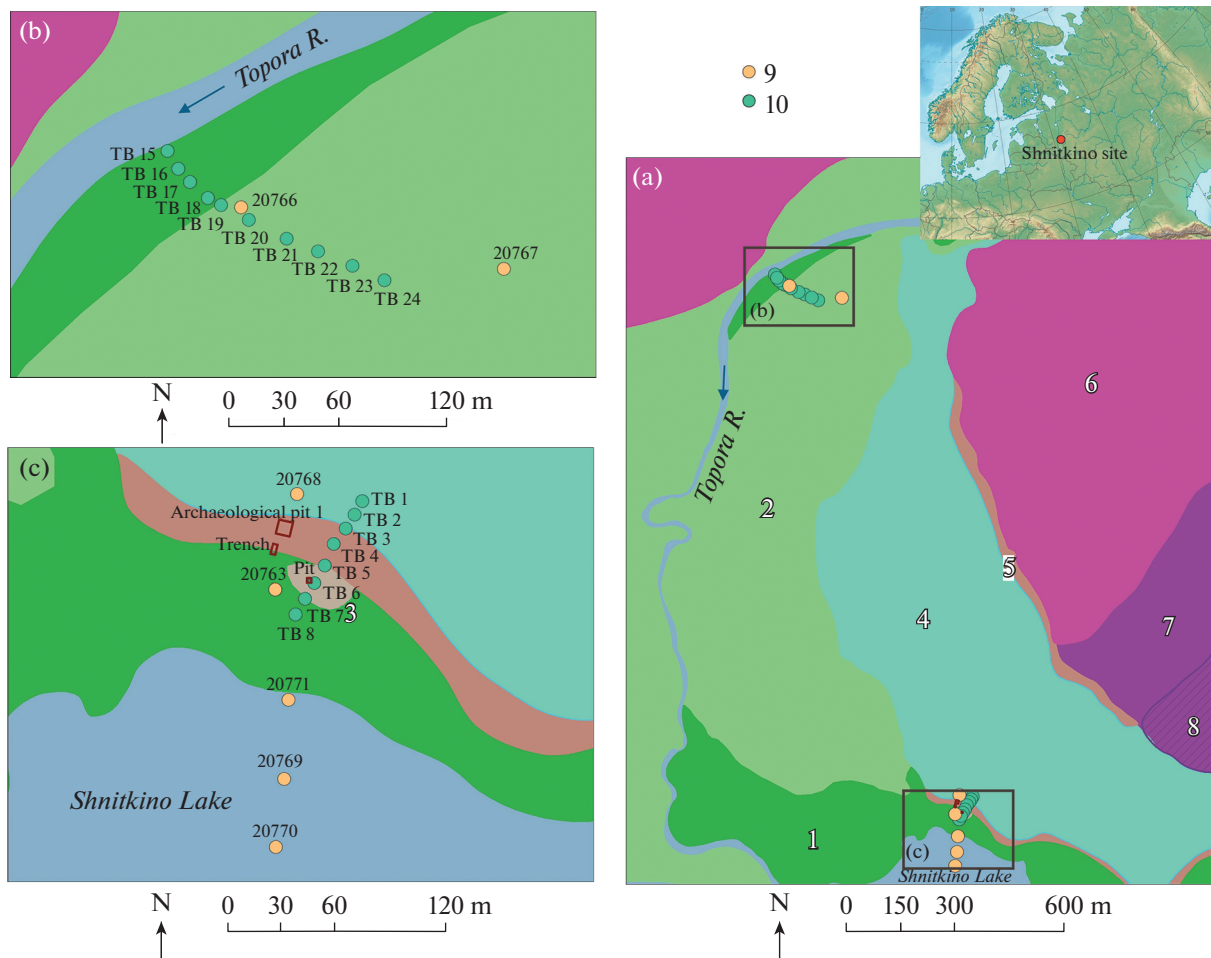 (b)
Topora R.
TB 15
TB 16
TB 17
TB 18
TB 19
20766
TB 20
TB 21
TB 22
TB 23
TB 24
20767
N
0 30 60 120 m
(c)
20768
Archaeological pit 1
Trench
20763
Pit
TB 1
TB 2
TB 3
TB 4
TB 5
TB 6
TB 7
3
TB 8
20771
20769
Shnitkino Lake
20770
N
0 30 60 120 m
9
10
Shnitkino site
(a)
(b)
Topora R.
2
6
5
4
7
8
1
(c)
Shnitkino Lake
N
0 150 300 600 m